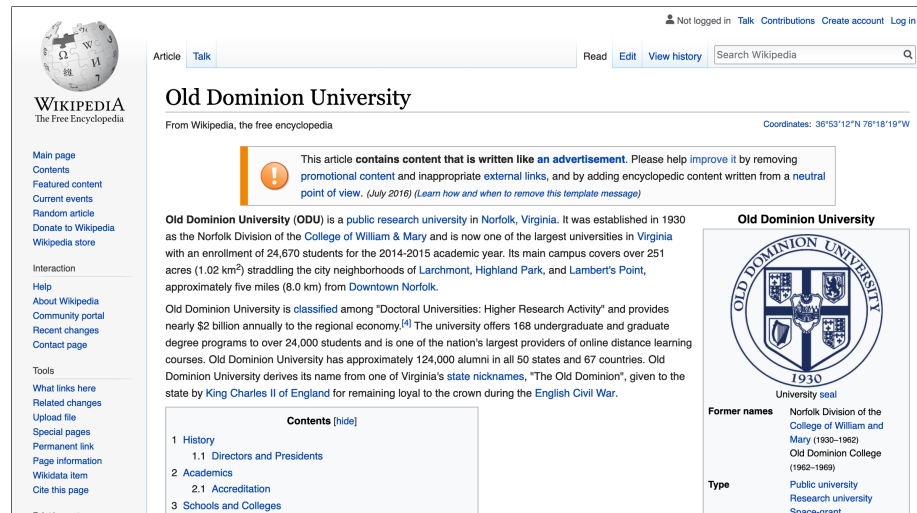 Not logged in Talk Contributions Create account Log in
Article Talk
Read Edit View history Search Wikipedia
WIKIPEDIA
The Free Encyclopedia
Main page
Contents
Featured content
Current events
Random article
Donate to Wikipedia
Wikipedia store
Interaction
Help
About Wikipedia
Community portal
Recent changes
Contact page
Tools
What links here
Related changes
Upload file
Special pages
Permanent link
Page information
Wikidata item
Cite this page
Old Dominion University
From Wikipedia, the free encyclopedia
Coordinates: 36°53′12″N 76°18′19″W
This article contains content that is written like an advertisement. Please help improve it by removing
promotional content and inappropriate external links, and by adding encyclopedic content written from a neutral
point of view. (July 2016) (Learn how and when to remove this template message)
Old Dominion University (ODU) is a public research university in Norfolk, Virginia. It was established in 1930
as the Norfolk Division of the College of William & Mary and is now one of the largest universities in Virginia
with an enrollment of 24,670 students for the 2014-2015 academic year. Its main campus covers over 251
acres (1.02 km²) straddling the city neighborhoods of Larchmont, Highland Park, and Lambert's Point,
approximately five miles (8.0 km) from Downtown Norfolk.
Old Dominion University is classified among "Doctoral Universities: Higher Research Activity" and provides
nearly $2 billion annually to the regional economy.[4] The university offers 168 undergraduate and graduate
degree programs to over 24,000 students and is one of the nation's largest providers of online distance learning
courses. Old Dominion University has approximately 124,000 alumni in all 50 states and 67 countries. Old
Dominion University derives its name from one of Virginia's state nicknames, "The Old Dominion", given to the
state by King Charles II of England for remaining loyal to the crown during the English Civil War.
Contents [hide]
1 History
1.1 Directors and Presidents
2 Academics
2.1 Accreditation
3 Schools and Colleges
Old Dominion University
OLD DOMINION UNIVERSITY
1930
University seal
Former names Norfolk Division of the
College of William and
Mary (1930–1962)
Old Dominion College
(1962–1969)
Type Public university
Research university
Space-grant